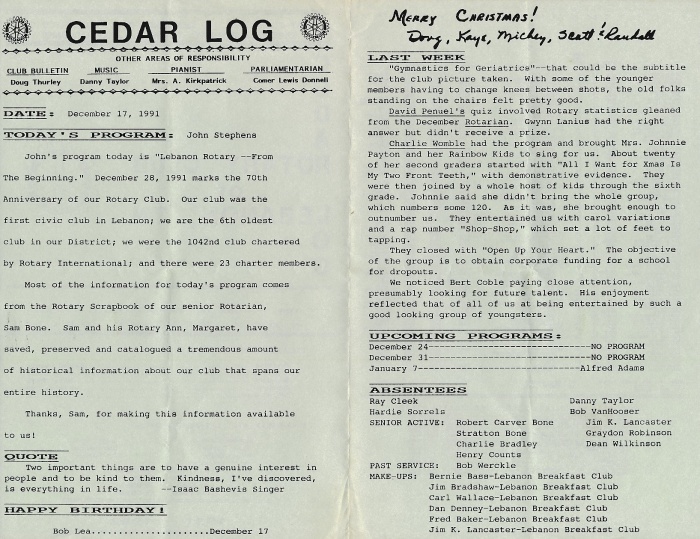 CEDAR LOG
OTHER AREAS OF RESPONSIBILITY
CLUB BULLETIN MUSIC PIANIST PARLIAMENTARIAN
Doug Thurley Danny Taylor Mrs. A. Kirkpatrick Comer Lewis Donnell
DATE: December 17, 1991
TODAY'S PROGRAM: John Stephens
John's program today is "Lebanon Rotary --From
The Beginning." December 28, 1991 marks the 70th
Anniversary of our Rotary Club. Our club was the
first civic club in Lebanon; we are the 6th oldest
club in our District; we were the 1042nd club chartered
by Rotary International; and there were 23 charter members.
Most of the information for today's program comes
from the Rotary Scrapbook of our senior Rotarian,
Sam Bone. Sam and his Rotary Ann, Margaret, have
saved, preserved and catalogued a tremendous amount
of historical information about our club that spans our
entire history.
Thanks, Sam, for making this information available
to us!
QUOTE
Two important things are to have a genuine interest in
people and to be kind to them. Kindness, I've discovered,
is everything in life. --Isaac Bashevis Singer
HAPPY BIRTHDAY!
Bob Lea.....................December 17
Merry Christmas!
Doug, Kaye, Mickey, Scott & Randall
LAST WEEK
"Gymnastics for Geriatrics"--that could be the subtitle
for the club picture taken. With some of the younger
members having to change knees between shots, the old folks
standing on the chairs felt pretty good.
David Penuel's quiz involved Rotary statistics gleaned
from the December Rotarian. Gwynn Lanius had the right
answer but didn't receive a prize.
Charlie Womble had the program and brought Mrs. Johnnie
Payton and her Rainbow Kids to sing for us. About twenty
of her second graders started with "All I Want for Xmas Is
My Two Front Teeth," with demonstrative evidence. They
were then joined by a whole host of kids through the sixth
grade. Johnnie said she didn't bring the whole group,
which numbers some 120. As it was, she brought enough to
outnumber us. They entertained us with carol variations
and a rap number "Shop-Shop," which set a lot of feet to
tapping.
They closed with "Open Up Your Heart." The objective
of the group is to obtain corporate funding for a school
for dropouts.
We noticed Bert Coble paying close attention,
presumably looking for future talent. His enjoyment
reflected that of all of us at being entertained by such a
good looking group of youngsters.
UPCOMING PROGRAMS:
December 24------------------------------NO PROGRAM
December 31------------------------------NO PROGRAM
January 7------------------------------Alfred Adams
ABSENTEES
Ray Cleek Danny Taylor
Hardie Sorrels Bob VanHooser
SENIOR ACTIVE: Robert Carver Bone Jim K. Lancaster
Stratton Bone Graydon Robinson
Charlie Bradley Dean Wilkinson
Henry Counts
PAST SERVICE: Bob Werckle
MAKE-UPS: Bernie Bass-Lebanon Breakfast Club
Jim Bradshaw-Lebanon Breakfast Club
Carl Wallace-Lebanon Breakfast Club
Dan Denney-Lebanon Breakfast Club
Fred Baker-Lebanon Breakfast Club
Jim K. Lancaster-Lebanon Breakfast Club